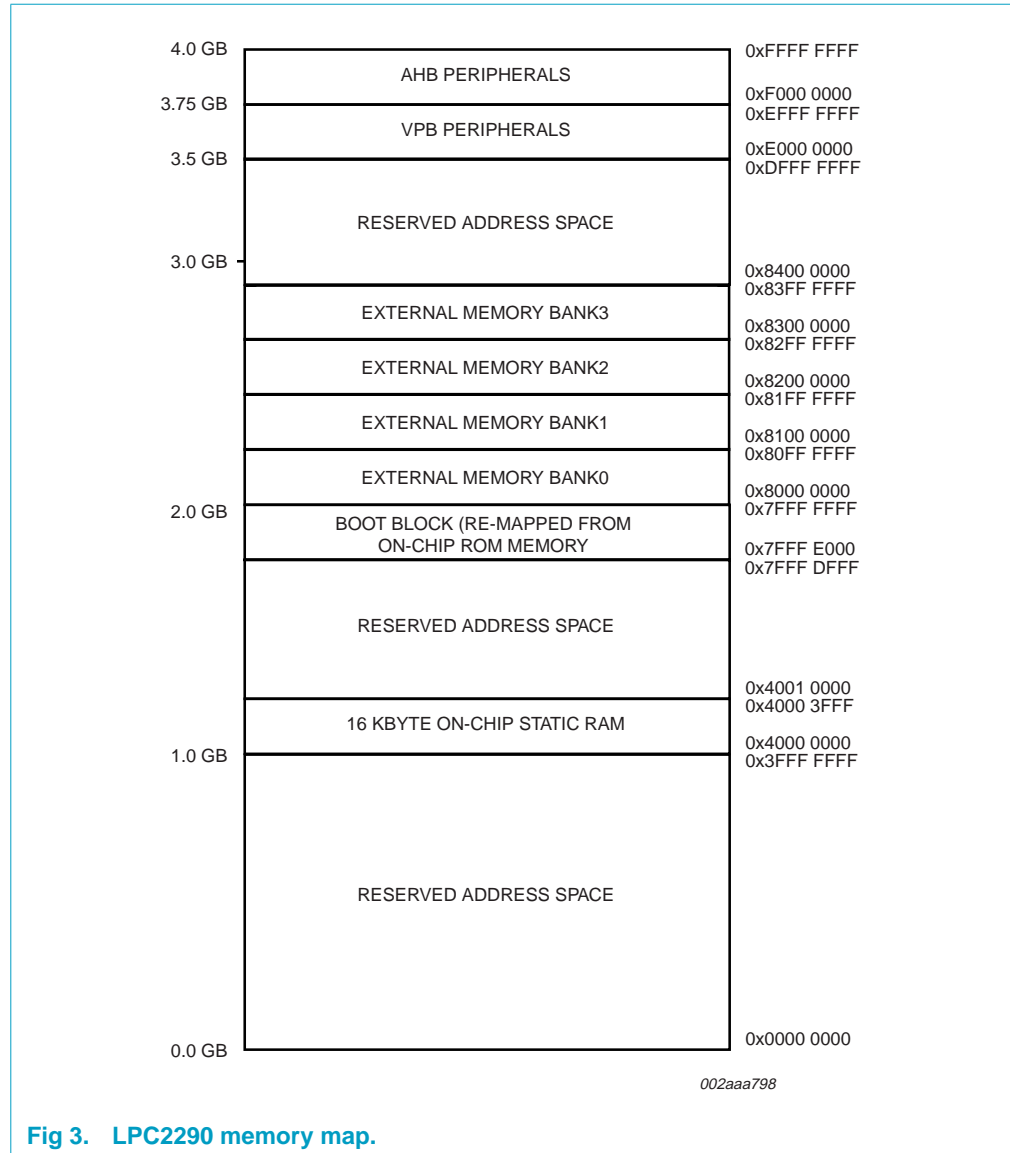 4.0 GB
0xFFFF FFFF
AHB PERIPHERALS
0xF000 0000
3.75 GB
0xEFFF FFFF
VPB PERIPHERALS
0xE000 0000
3.5 GB
0xDFFF FFFF
RESERVED ADDRESS SPACE
3.0 GB
0x8400 0000
0x83FF FFFF
EXTERNAL MEMORY BANK3
0x8300 0000
0x82FF FFFF
EXTERNAL MEMORY BANK2
0x8200 0000
0x81FF FFFF
EXTERNAL MEMORY BANK1
0x8100 0000
0x80FF FFFF
EXTERNAL MEMORY BANK0
0x8000 0000
2.0 GB
0x7FFF FFFF
BOOT BLOCK (RE-MAPPED FROM
ON-CHIP ROM MEMORY
0x7FFF E000
0x7FFF DFFF
RESERVED ADDRESS SPACE
0x4001 0000
0x4000 3FFF
16 KBYTE ON-CHIP STATIC RAM
0x4000 0000
1.0 GB
0x3FFF FFFF
RESERVED ADDRESS SPACE
0x0000 0000
0.0 GB
002aaa798
Fig 3. LPC2290 memory map.